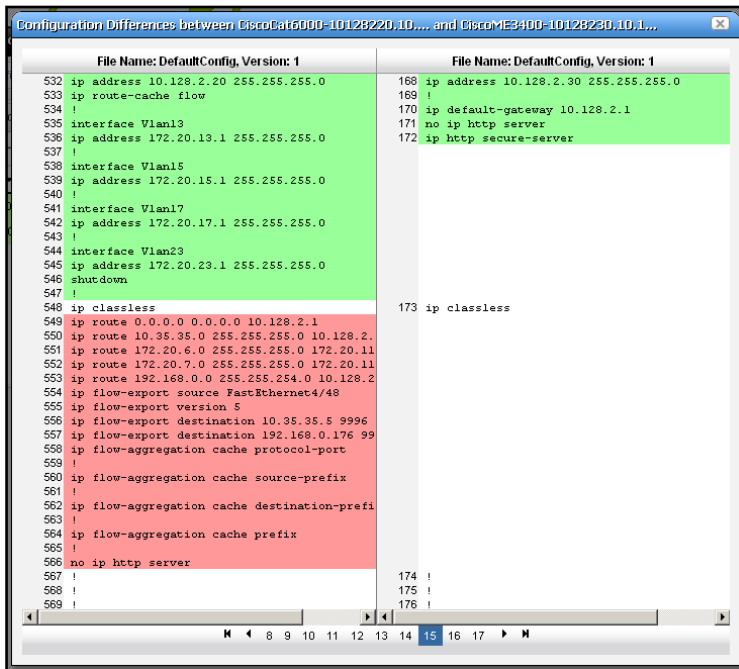 Configuration Differences between CiscoCat6000-10128220.10.... and CiscoME3400-10128230.10.1...
File Name: DefaultConfig, Version: 1
532 ip address 10.128.2.20 255.255.255.0
533 ip route-cache flow
534 !
535 interface Vlan13
536 ip address 172.20.13.1 255.255.255.0
537 !
538 interface Vlan15
539 ip address 172.20.15.1 255.255.255.0
540 !
541 interface Vlan17
542 ip address 172.20.17.1 255.255.255.0
543 !
544 interface Vlan23
545 ip address 172.20.23.1 255.255.255.0
546 shutdown
547 !
548 ip classless
549 ip route 0.0.0.0 0.0.0.0 10.128.2.1
550 ip route 10.35.35.0 255.255.255.0 10.128.2.
551 ip route 172.20.6.0 255.255.255.0 172.20.11
552 ip route 172.20.7.0 255.255.255.0 172.20.11
553 ip route 192.168.0.0 255.255.254.0 10.128.2
554 ip flow-export source FastEthernet4/48
555 ip flow-export version 5
556 ip flow-export destination 10.35.35.5 9996
557 ip flow-export destination 192.168.0.176 99
558 ip flow-aggregation cache protocol-port
559 !
560 ip flow-aggregation cache source-prefix
561 !
562 ip flow-aggregation cache destination-prefi
563 !
564 ip flow-aggregation cache prefix
565 !
566 no ip http server
567 !
568 !
569 !
File Name: DefaultConfig, Version: 1
168 ip address 10.128.2.30 255.255.255.0
169 !
170 ip default-gateway 10.128.2.1
171 no ip http server
172 ip http secure-server
173 ip classless
174 !
175 !
176 !
8 9 10 11 12 13 14 15 16 17